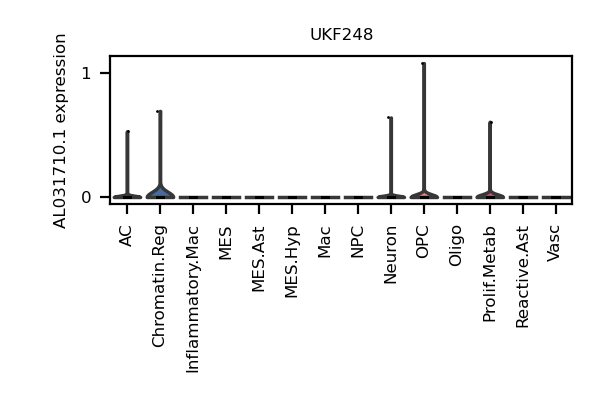 UKF248
AL031710.1 expression
1
0
AC
Chromatin.Reg
Inflammatory.Mac
MES
MES.Ast
MES.Hyp
Mac
NPC
Neuron
OPC
Oligo
Prolif.Metab
Reactive.Ast
Vasc